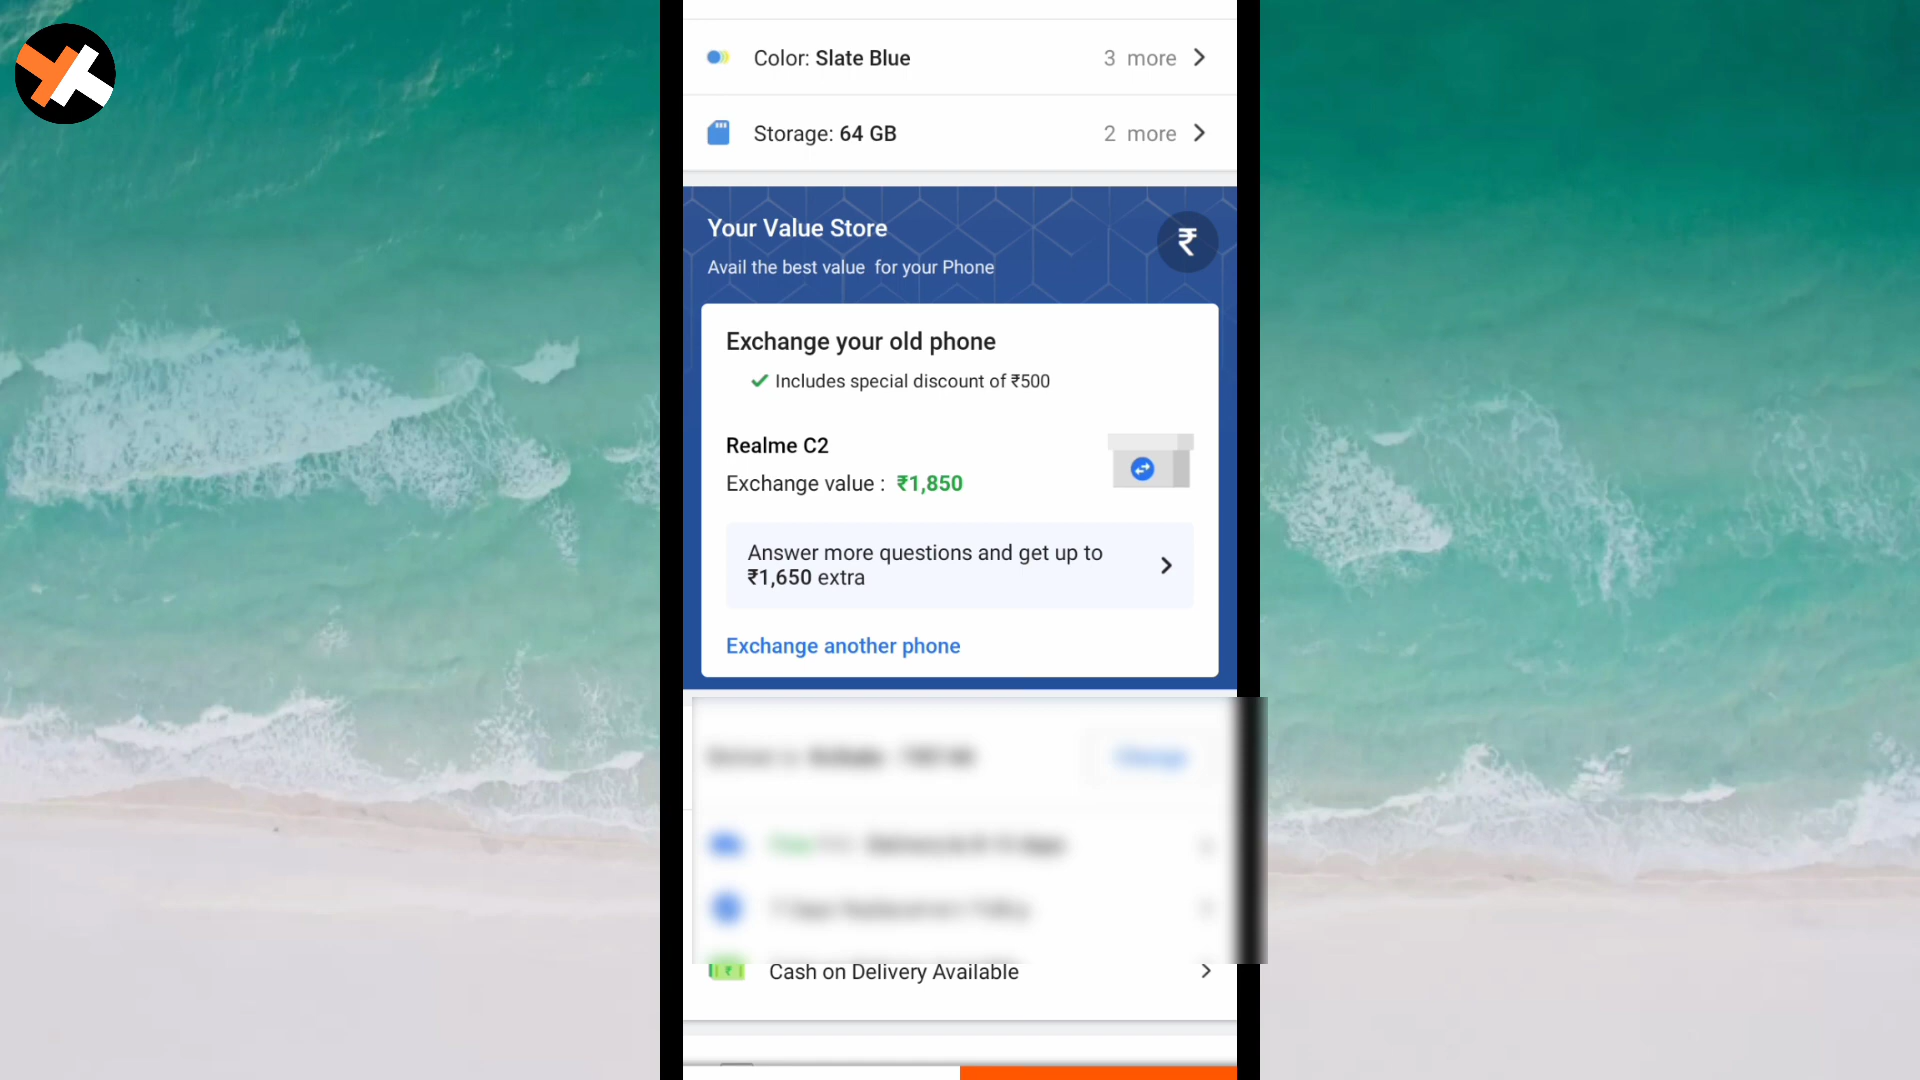 Color: Slate Blue 3 more
Storage: 64 GB 2 more
Your Value Store
₹
Avail the best value for your Phone
Exchange your old phone
Includes special discount of ₹500
Realme C2
Exchange value : ₹1,850
Answer more questions and get up to
₹1,650 extra
Exchange another phone
Change
Cash on Delivery Available